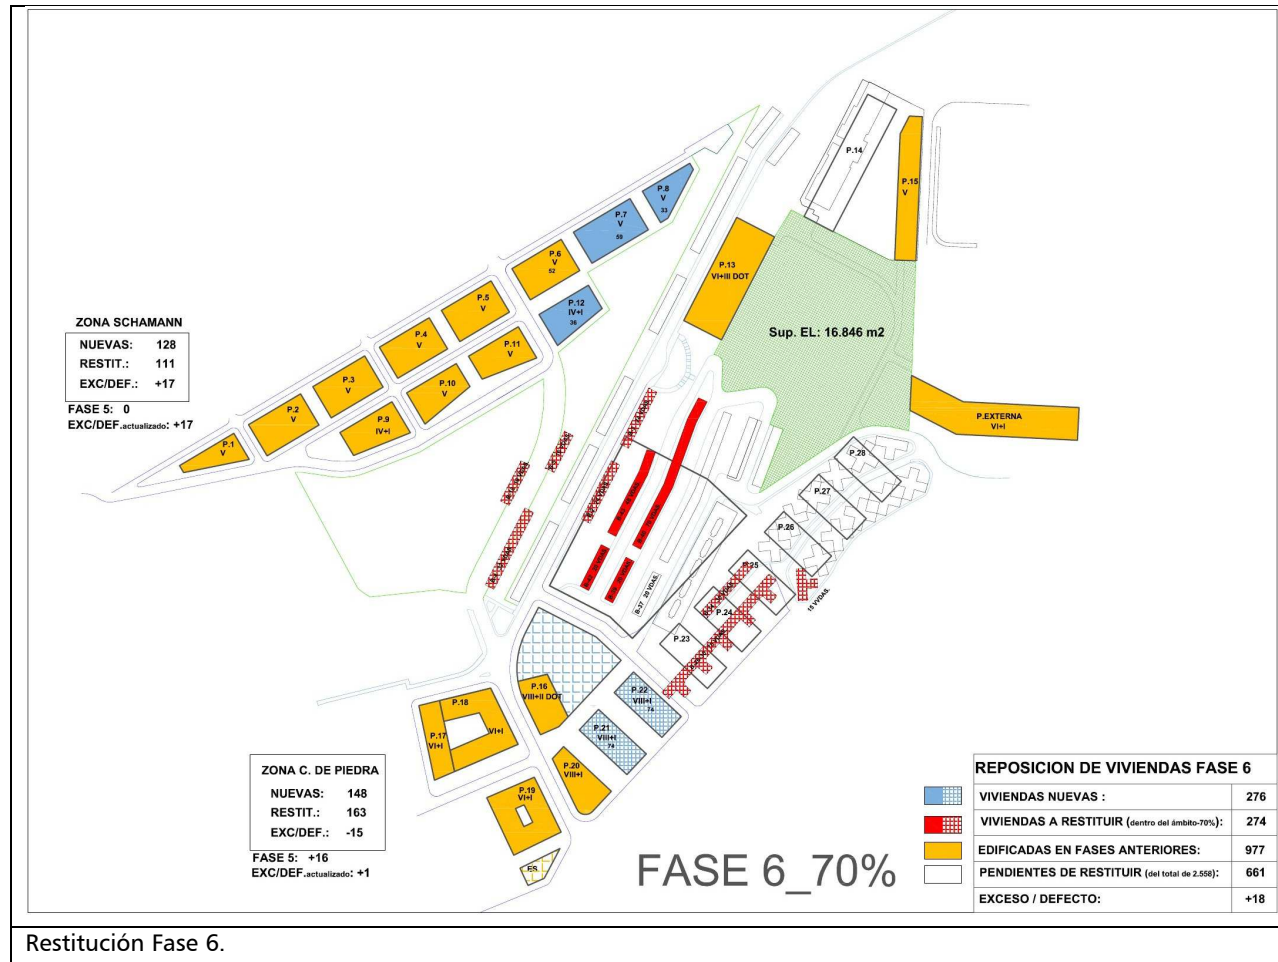 P.14
P.15
V
P.8
V
33
P.7
V
59
P.6
V
52
P.12
IV+I
36
P.13
VI+III DOT
Sup. EL: 16.846 m2
P.5
V
P.4
V
P.11
V
P.3
V
P.10
V
P.2
V
P.9
IV+I
P.1
V
ZONA SCHAMANN
NUEVAS: 128
RESTIT.: 111
EXC/DEF.: +17
FASE 5: 0
EXC/DEF.actualizado: +17
P.EXTERNA
VI+I
P.28
P.27
P.26
P.25
P.24
P.23
15 VVDAS.
B-37 20 VDAS.
P.22
VIII+I
74
P.21
VIII+I
74
P.16
VIII+II DOT
P.18
VI+I
P.17
VI+I
P.20
VIII+I
P.19
VI+I
ES
ZONA C. DE PIEDRA
NUEVAS: 148
RESTIT.: 163
EXC/DEF.: -15
FASE 5: +16
EXC/DEF.actualizado: +1
FASE 6_70%
REPOSICION DE VIVIENDAS FASE 6
VIVIENDAS NUEVAS : 276
VIVIENDAS A RESTITUIR (dentro del ámbito-70%): 274
EDIFICADAS EN FASES ANTERIORES: 977
PENDIENTES DE RESTITUIR (del total de 2.558): 661
EXCESO / DEFECTO: +18
Restitución Fase 6.